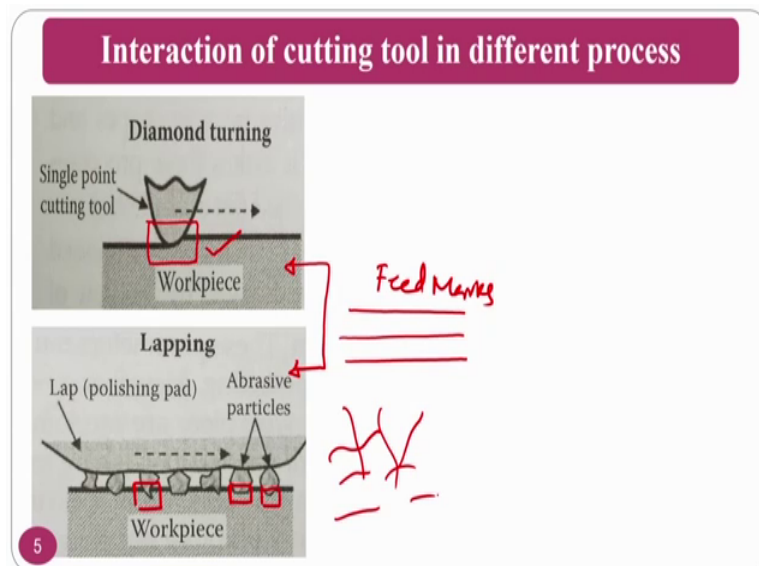 Interaction of cutting tool in different process
Diamond turning
Single point
cutting tool
Workpiece
Feed Marks
Lapping
Lap (polishing pad)
Abrasive
particles
Workpiece
5